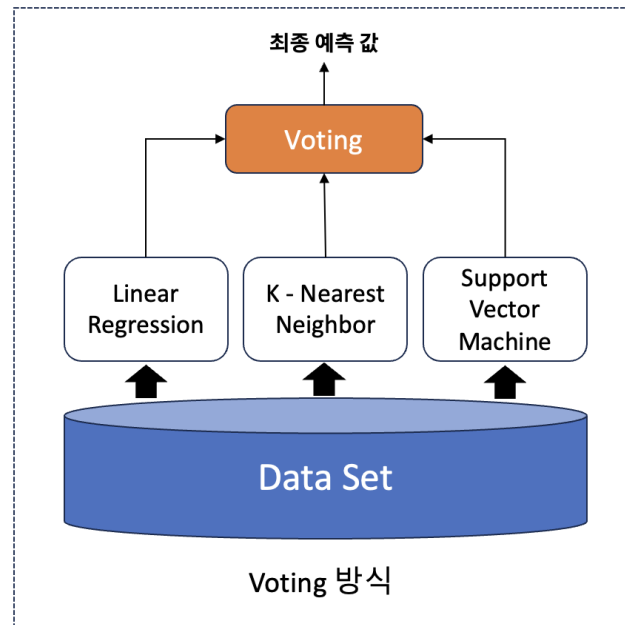 최종 예측 값
Voting
Linear
Regression
K - Nearest
Neighbor
Support
Vector
Machine
Data Set
Voting 방식